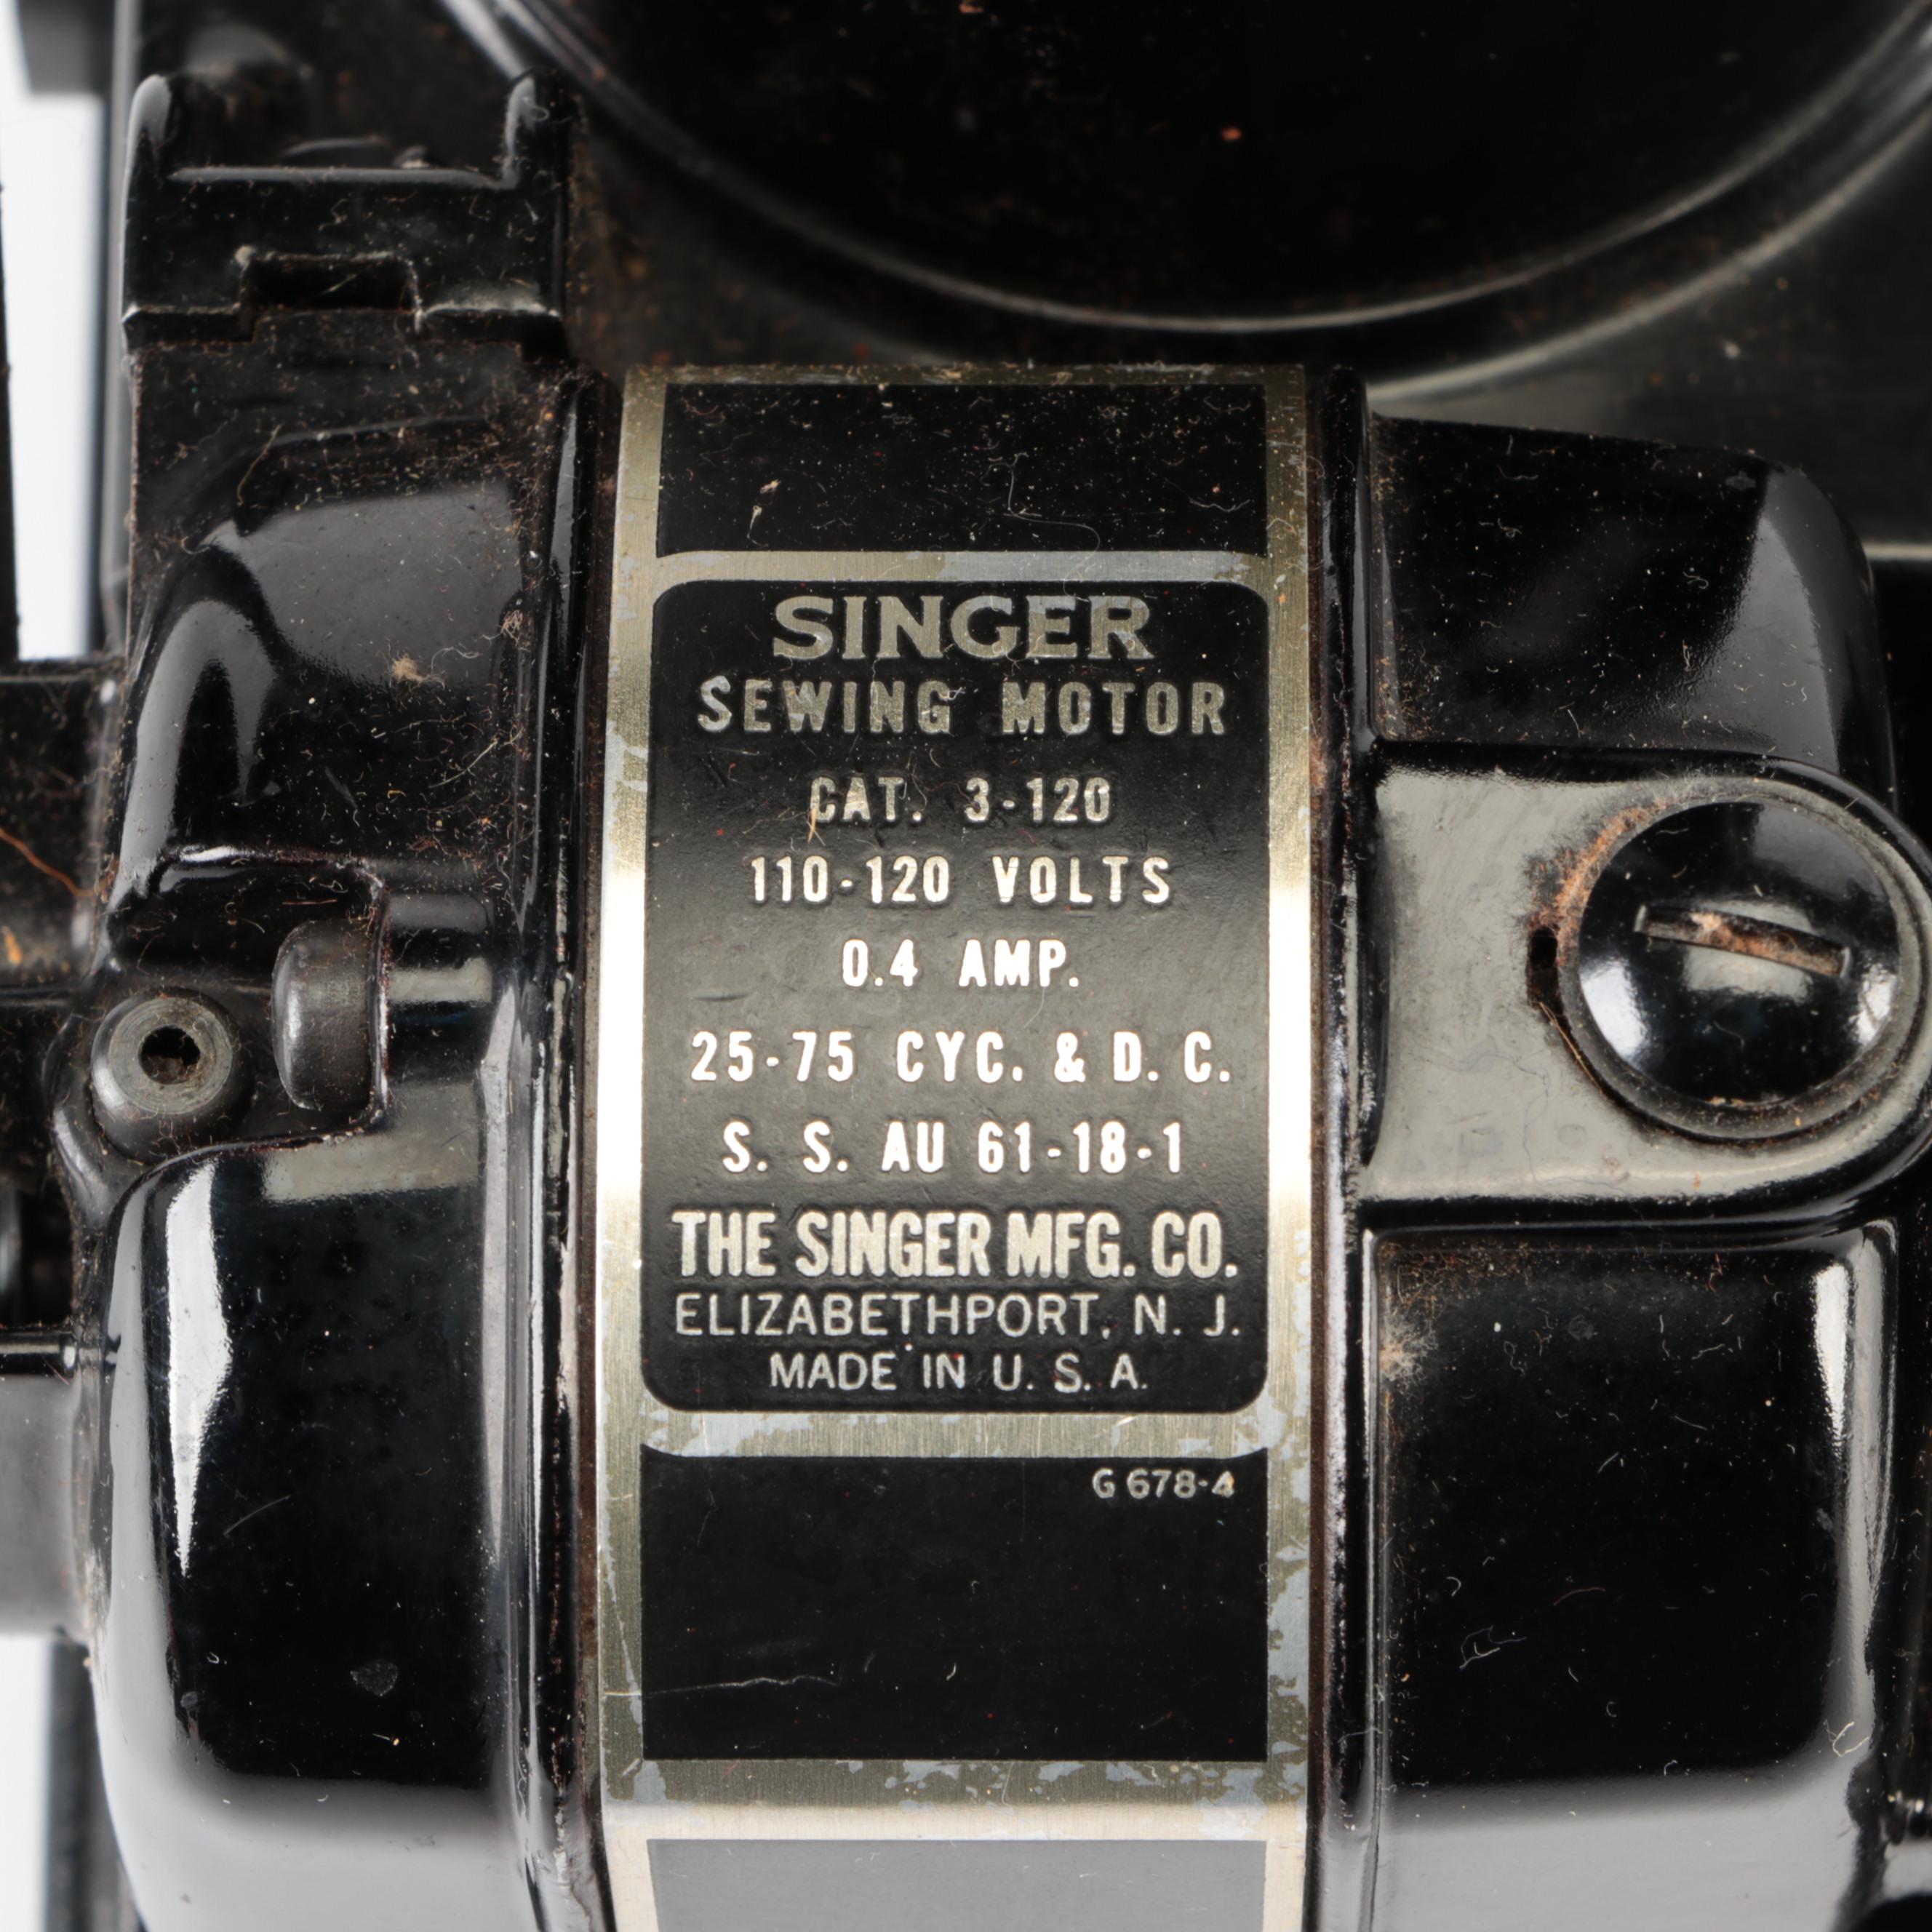 SINGER
SEWING MOTOR
CAT. 3-120
110-120 VOLTS
0.4 AMP.
25-75 CYC. & D. C.
S. S. AU 61-18-1
THE SINGER MFG. CO.
ELIZABETHPORT, N. J.
MADE IN U. S. A.
G 678-4